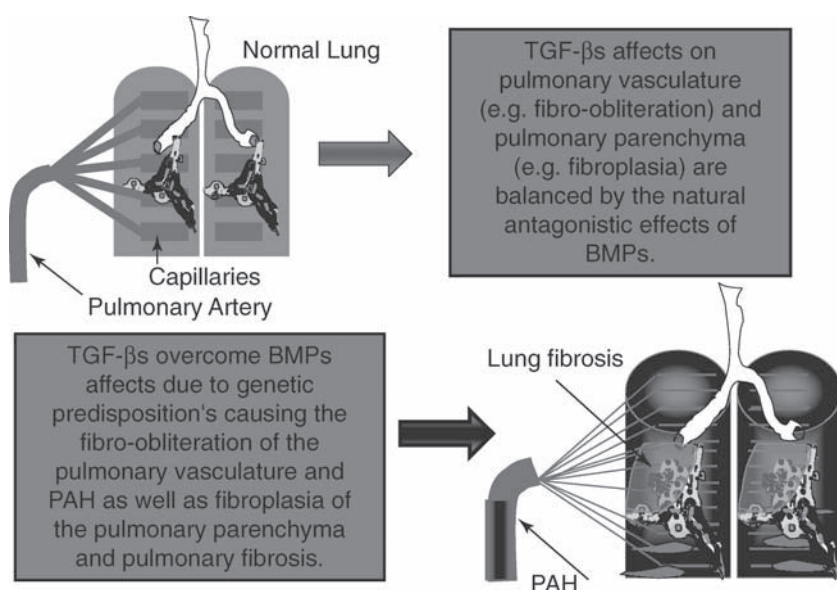 Normal Lung
Capillaries
Pulmonary Artery
TGF-βs affects on
pulmonary vasculature
(e.g. fibro-obliteration) and
pulmonary parenchyma
(e.g. fibroplasia) are
balanced by the natural
antagonistic effects of
BMPs.
TGF-βs overcome BMPs
affects due to genetic
predisposition's causing the
fibro-obliteration of the
pulmonary vasculature and
PAH as well as fibroplasia of
the pulmonary parenchyma
and pulmonary fibrosis.
Lung fibrosis
PAH